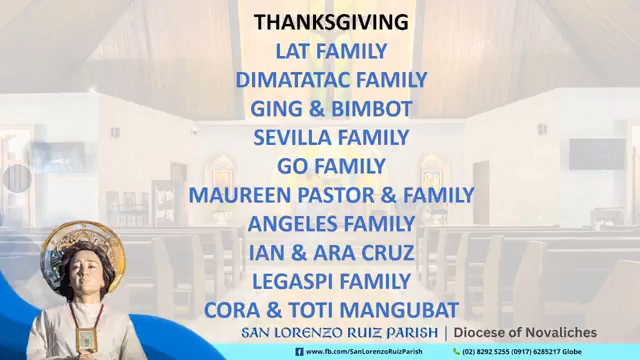 THANKSGIVING
LAT FAMILY
DIMATATAC FAMILY
GING & BIMBOT
SEVILLA FAMILY
GO FAMILY
MAUREEN PASTOR & FAMILY
ANGELES FAMILY
IAN & ARA CRUZ
LEGASPI FAMILY
CORA & TOTI MANGUBAT
SAN LORENZO RUIZ PARISH | Diocese of Novaliches
www.fb.com/SanLorenzoRuizParish (02) 8292 5255 (0917) 6285217 Globe